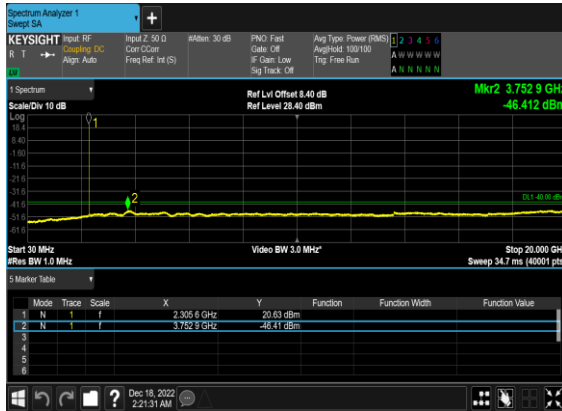 Spectrum Analyzer 1
Swept SA
+
KEYSIGHT Input: RF Input Z: 50 Ω #Atten: 30 dB PNO: Fast Avg Type: Power (RMS) 1 2 3 4 5 6
R T Coupling: DC Corr CCorr Gate: Off Avg|Hold: 100/100 A W W W W W
Align: Auto Freq Ref: Int (S) IF Gain: Low Trig: Free Run
LXI Sig Track: Off A N N N N N
1 Spectrum Ref Lvl Offset 8.40 dB Mkr2 3.752 9 GHz
Scale/Div 10 dB Ref Level 28.40 dBm -46.412 dBm
Log
18.4 1
8.40
-1.60
-11.6
-21.6
-31.6
-41.6 2 DL1 -40.00 dBm
-51.6
-61.6
Start 30 MHz Video BW 3.0 MHz* Stop 20.000 GHz
#Res BW 1.0 MHz Sweep 34.7 ms (40001 pts)
5 Marker Table
Mode Trace Scale X Y Function Function Width Function Value
1 N 1 f 2.305 6 GHz 20.63 dBm
2 N 1 f 3.752 9 GHz -46.41 dBm
3
4
5
6
? Dec 18, 2022
2:21:31 AM